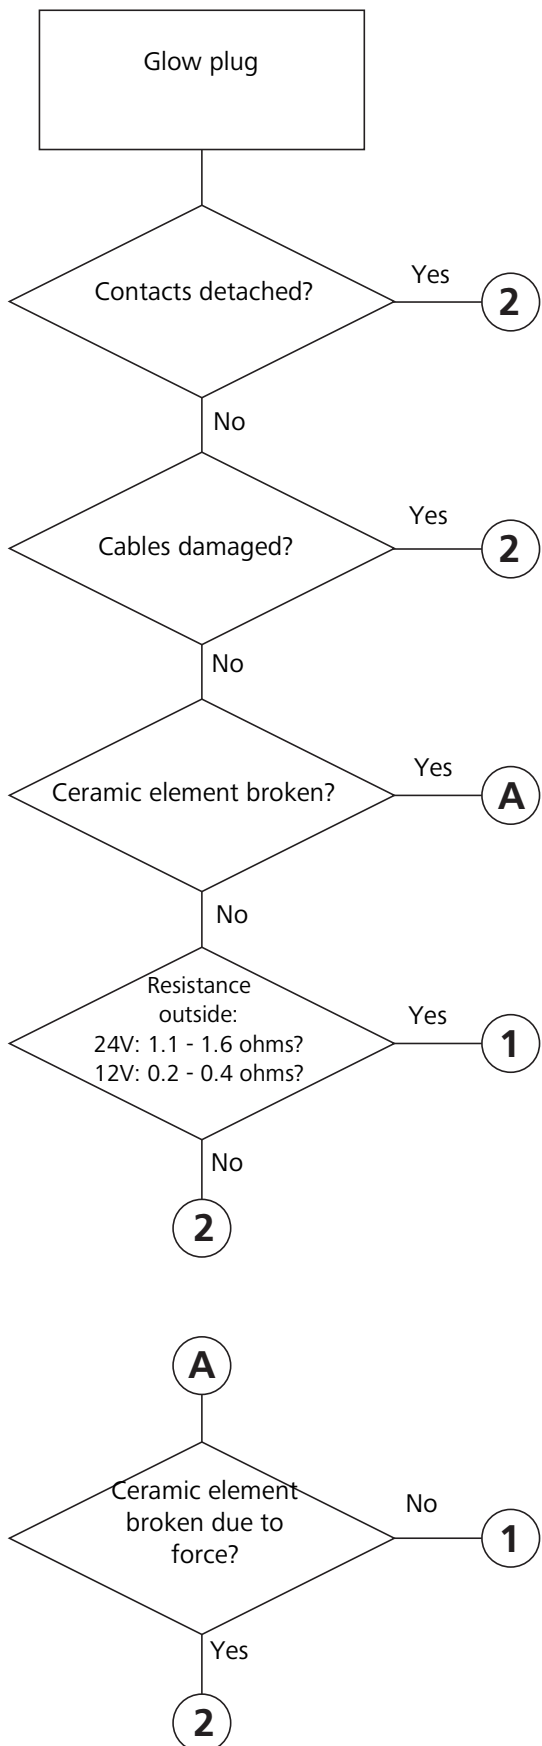 Glow plug
Contacts detached?
Yes
2
No
Cables damaged?
Yes
2
No
Ceramic element broken?
Yes
A
No
Resistance
outside:
24V: 1.1 - 1.6 ohms?
12V: 0.2 - 0.4 ohms?
Yes
1
No
2
A
Ceramic element
broken due to
force?
No
1
Yes
2